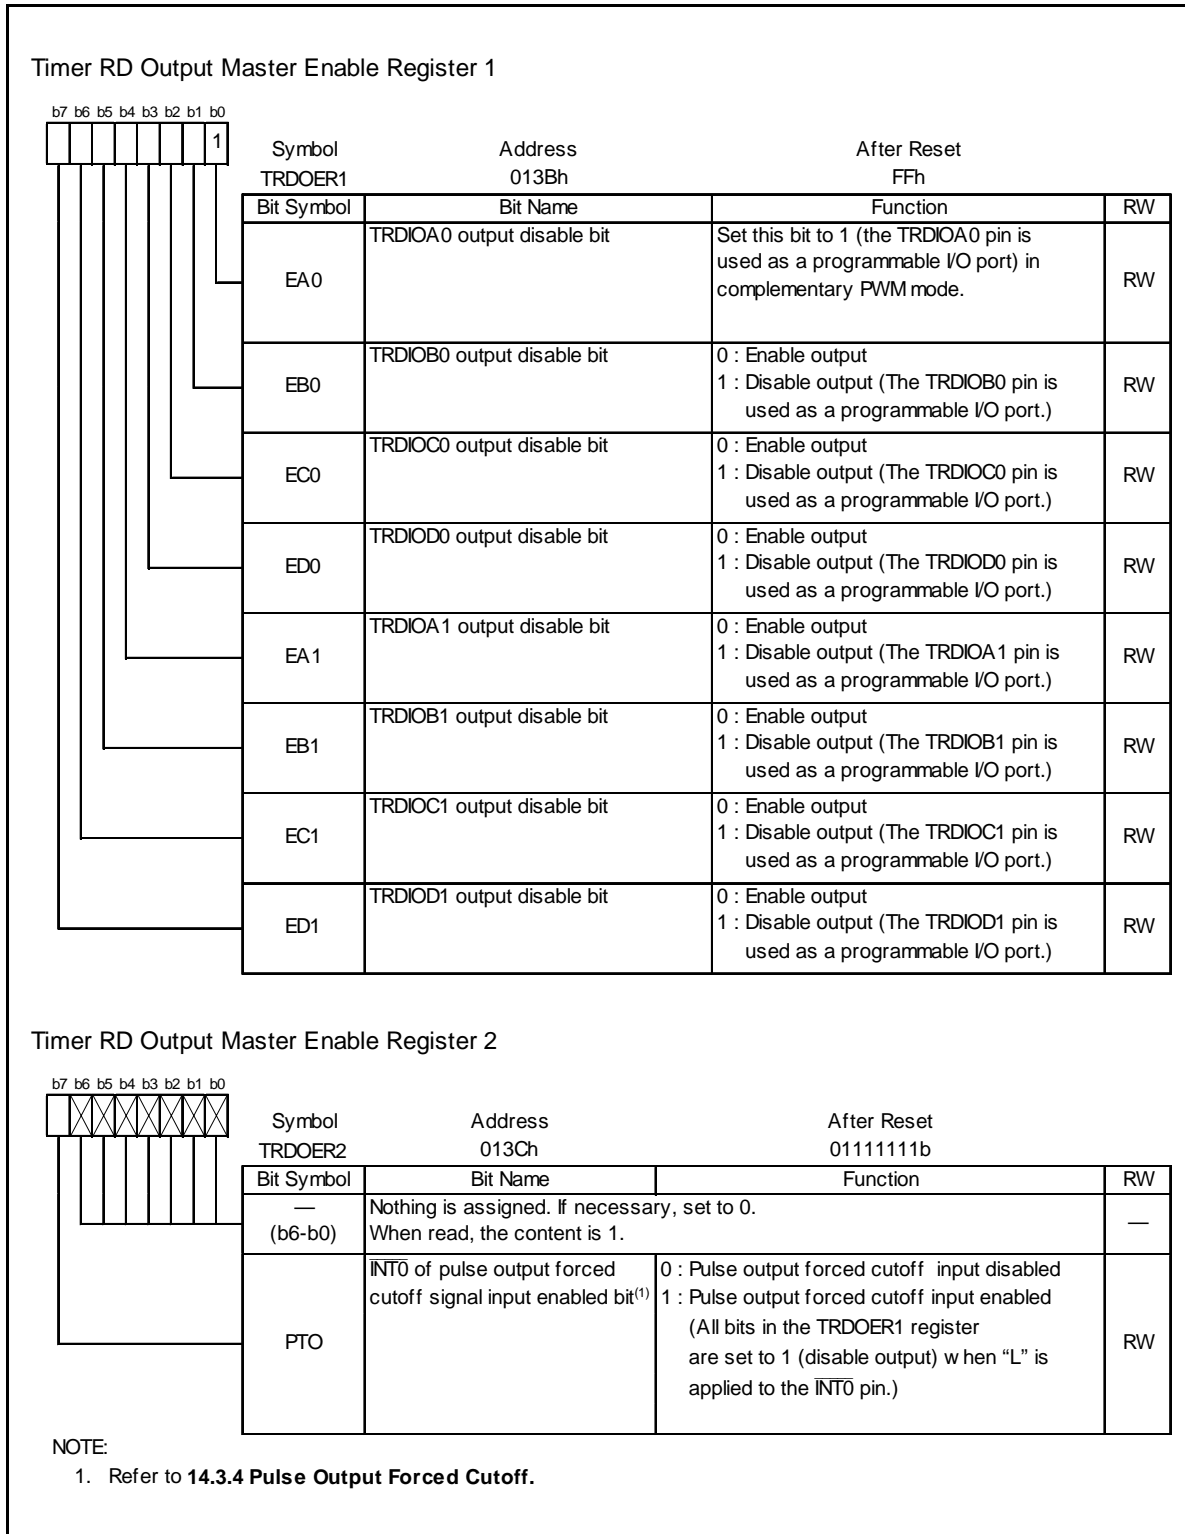 Timer RD Output Master Enable Register 1
b7 b6 b5 b4 b3 b2 b1 b0
1
Symbol Address After Reset
TRDOER1 013Bh FFh
Bit Symbol Bit Name Function RW
EA0 TRDIOA0 output disable bit Set this bit to 1 (the TRDIOA0 pin is
used as a programmable I/O port) in
complementary PWM mode. RW
EB0 TRDIOB0 output disable bit 0 : Enable output
1 : Disable output (The TRDIOB0 pin is
used as a programmable I/O port.) RW
EC0 TRDIOC0 output disable bit 0 : Enable output
1 : Disable output (The TRDIOC0 pin is
used as a programmable I/O port.) RW
ED0 TRDIOD0 output disable bit 0 : Enable output
1 : Disable output (The TRDIOD0 pin is
used as a programmable I/O port.) RW
EA1 TRDIOA1 output disable bit 0 : Enable output
1 : Disable output (The TRDIOA1 pin is
used as a programmable I/O port.) RW
EB1 TRDIOB1 output disable bit 0 : Enable output
1 : Disable output (The TRDIOB1 pin is
used as a programmable I/O port.) RW
EC1 TRDIOC1 output disable bit 0 : Enable output
1 : Disable output (The TRDIOC1 pin is
used as a programmable I/O port.) RW
ED1 TRDIOD1 output disable bit 0 : Enable output
1 : Disable output (The TRDIOD1 pin is
used as a programmable I/O port.) RW
Timer RD Output Master Enable Register 2
b7 b6 b5 b4 b3 b2 b1 b0
Symbol Address After Reset
TRDOER2 013Ch 01111111b
Bit Symbol Bit Name Function RW
— Nothing is assigned. If necessary, set to 0.
(b6-b0) When read, the content is 1. —
PTO INT0 of pulse output forced
cutoff signal input enabled bit(1)
0 : Pulse output forced cutoff input disabled
1 : Pulse output forced cutoff input enabled
(All bits in the TRDOER1 register
are set to 1 (disable output) when “L” is
applied to the INT0 pin.) RW
NOTE:
1. Refer to 14.3.4 Pulse Output Forced Cutoff.